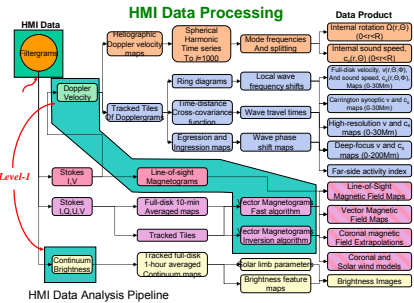 HMI Data Processing
HMI Data
Data Product
Filtergrams
Level-1
Doppler
Velocity
Heliographic
Doppler velocity
maps
Spherical
Harmonic
Time series
To l=1000
Mode frequencies
And splitting
Internal rotation Ω(r,Θ)
(0<r<R)
Internal sound speed,
cs(r,Θ) (0<r<R)
Tracked Tiles
Of Dopplergrams
Ring diagrams
Local wave
frequency shifts
Full-disk velocity, v(r,Θ,Φ),
And sound speed, cs(r,Θ,Φ),
Maps (0-30Mm)
Time-distance
Cross-covariance
function
Wave travel times
Carrington synoptic v and cs
maps (0-30Mm)
High-resolution v and cs
maps (0-30Mm)
Egression and
Ingression maps
Wave phase
shift maps
Deep-focus v and cs
maps (0-200Mm)
Far-side activity index
Stokes
I,V
Line-of-sight
Magnetograms
Line-of-Sight
Magnetic Field Maps
Stokes
I,Q,U,V
Full-disk 10-min
Averaged maps
Vector Magnetograms
Fast algorithm
Vector Magnetic
Field Maps
Tracked Tiles
Vector Magnetograms
Inversion algorithm
Coronal magnetic
Field Extrapolations
Coronal and
Solar wind models
Continuum
Brightness
Tracked full-disk
1-hour averaged
Continuum maps
Solar limb parameters
Brightness feature
maps
Brightness Images
HMI Data Analysis Pipeline